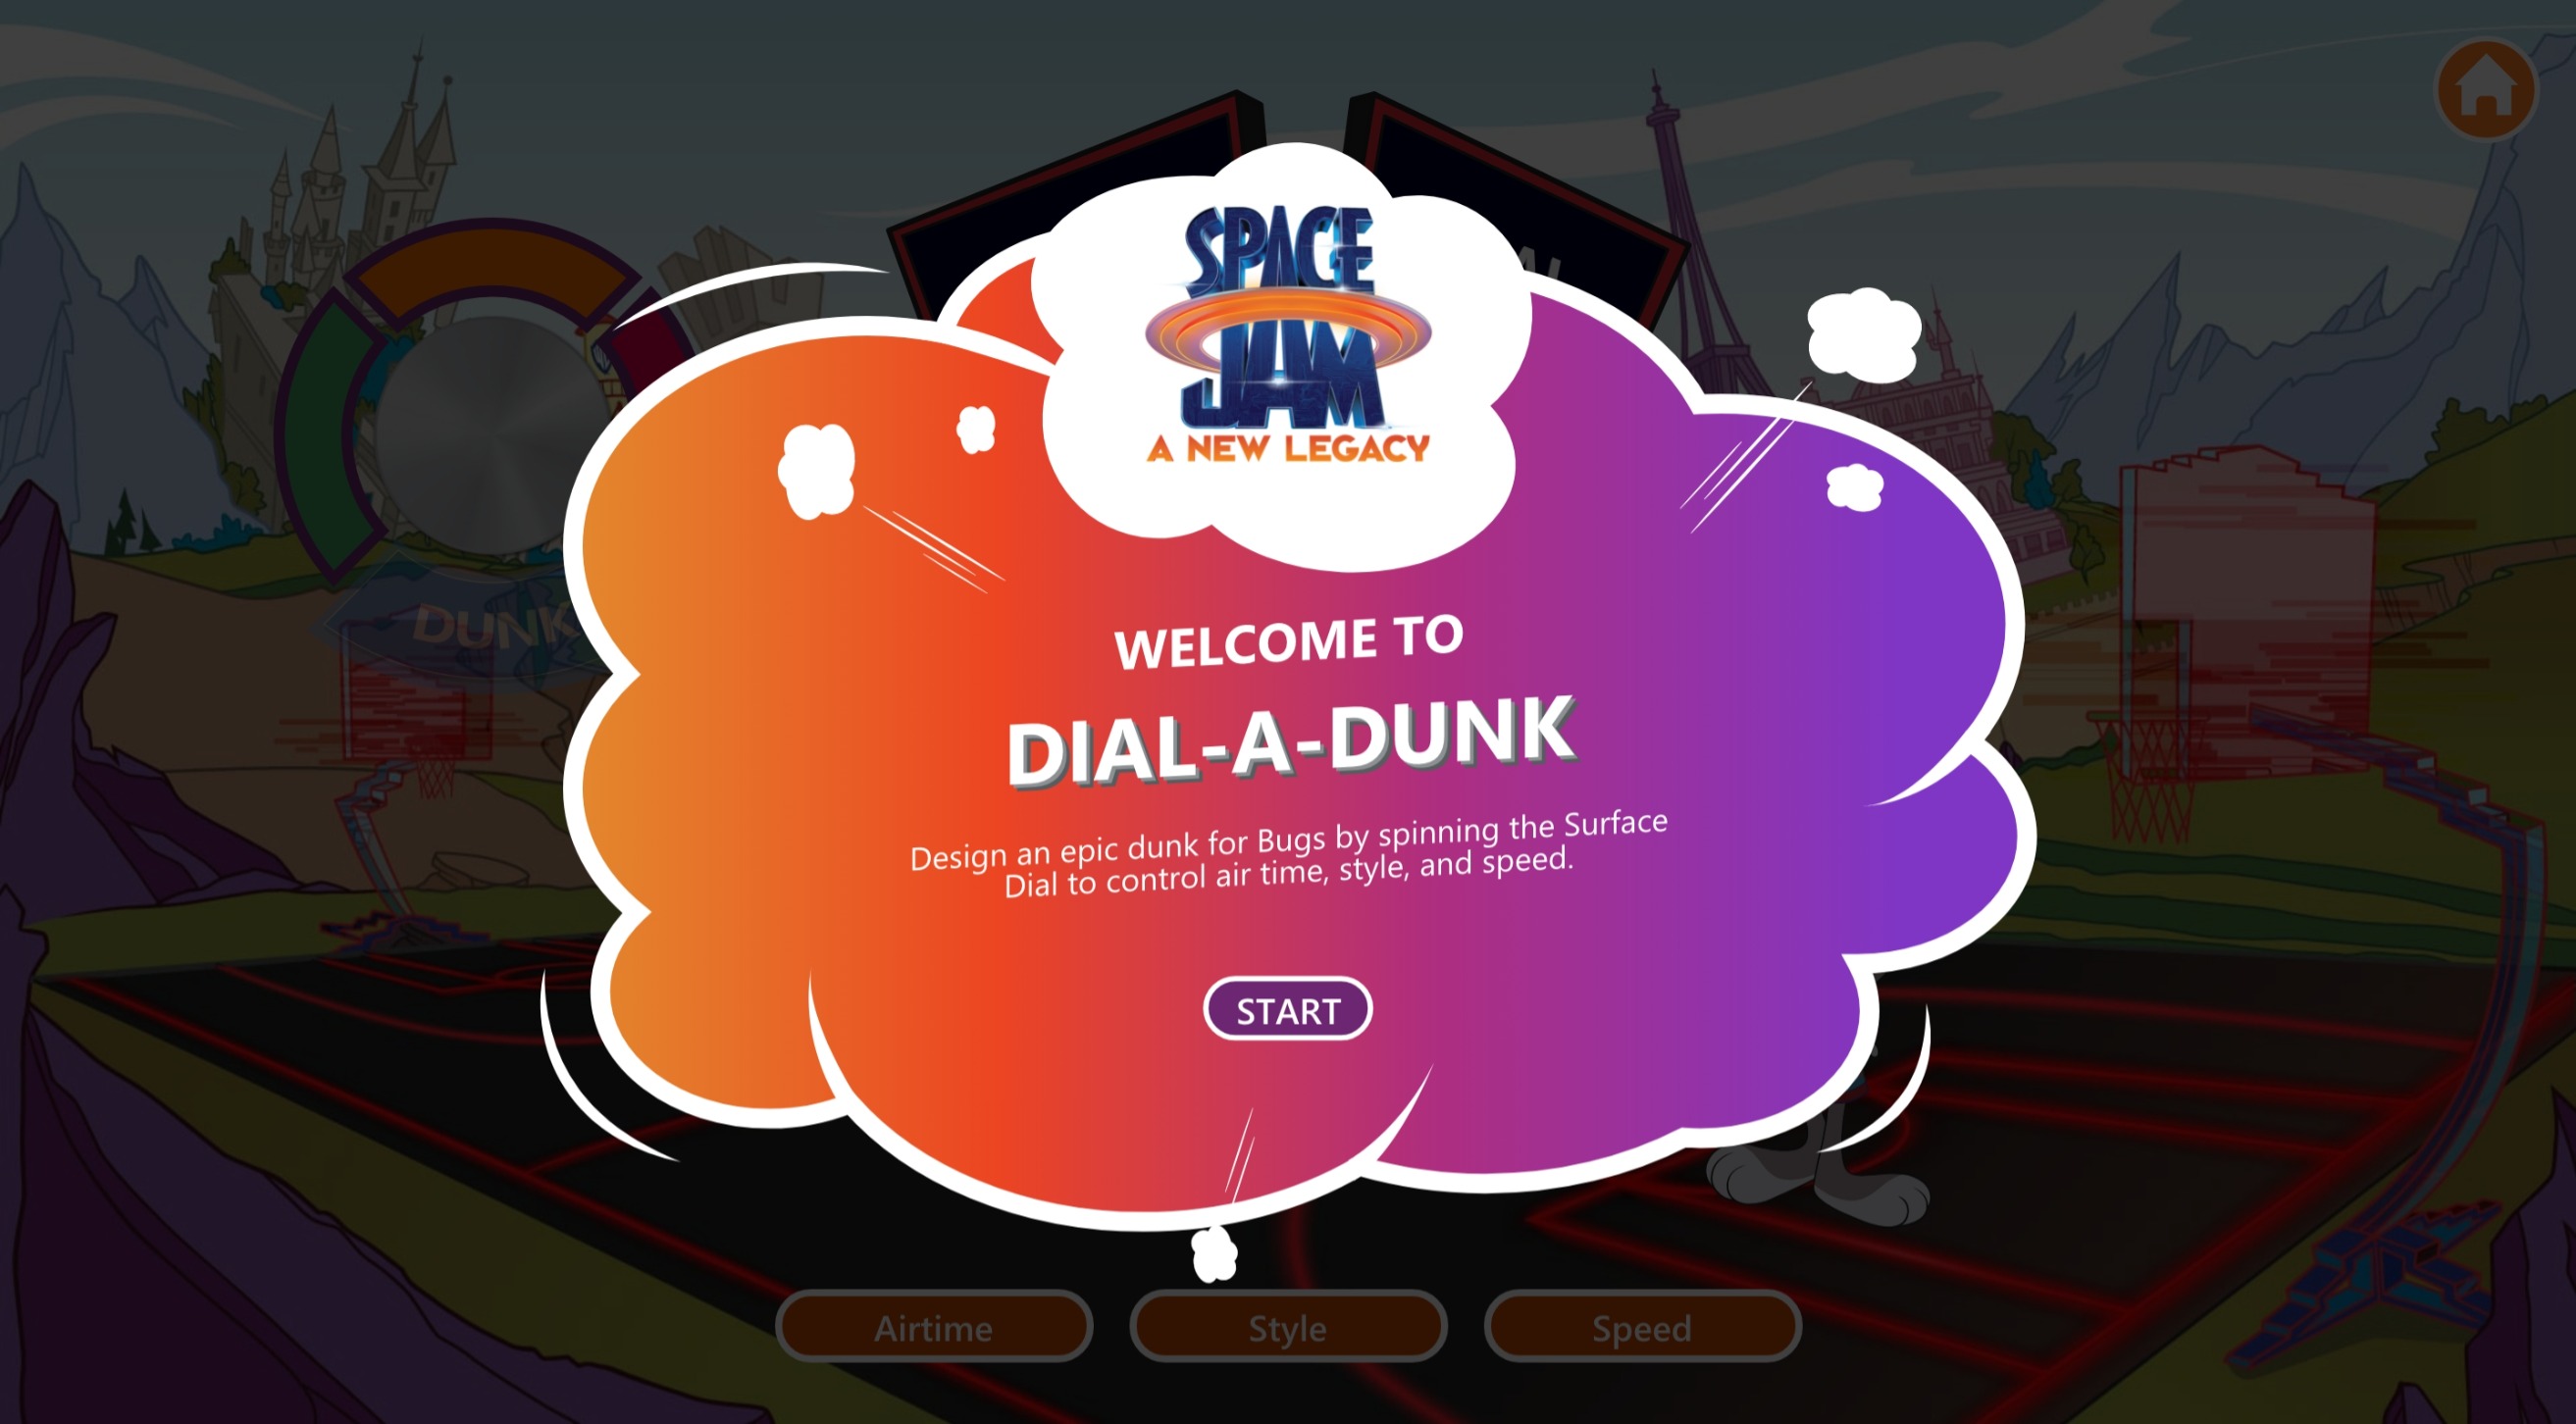 SPACE
JAM
A NEW LEGACY
WELCOME TO
DIAL-A-DUNK
Design an epic dunk for Bugs by spinning the Surface
Dial to control air time, style, and speed.
START
DUNK
Airtime
Style
Speed